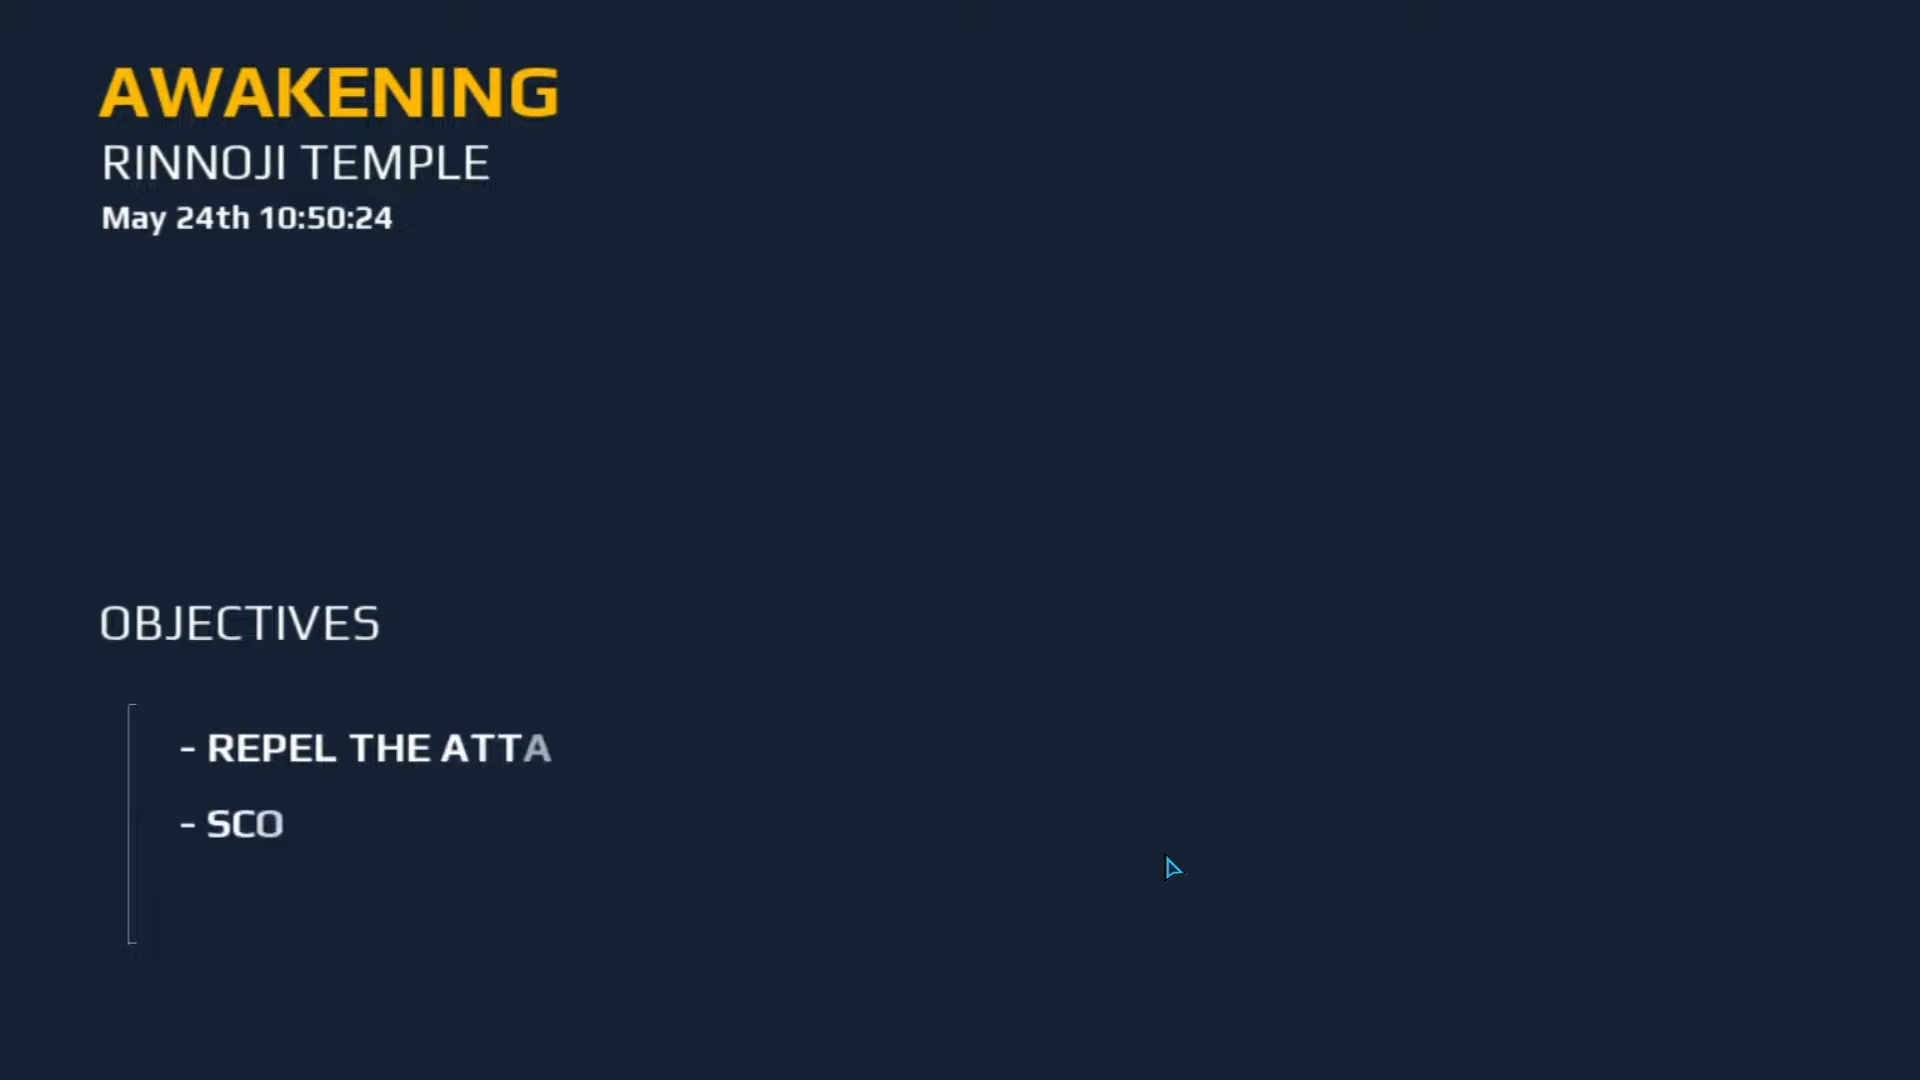 AWAKENING
RINNOJI TEMPLE
May 24th 10:50:24
OBJECTIVES
- REPEL THE ATTA
- SCO